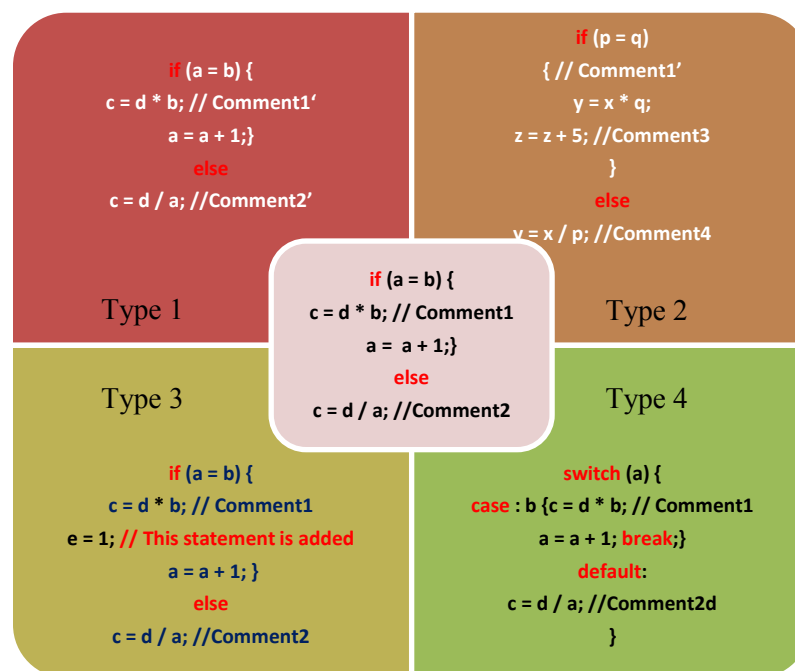 if (a = b) {
c = d * b; // Comment1‘
a = a + 1;}
else
c = d / a; //Comment2’
Type 1
if (p = q)
{ // Comment1’
y = x * q;
z = z + 5; //Comment3
}
else
y = x / p; //Comment4
Type 2
if (a = b) {
c = d * b; // Comment1
a = a + 1;}
else
c = d / a; //Comment2
Type 3
if (a = b) {
c = d * b; // Comment1
e = 1; // This statement is added
a = a + 1; }
else
c = d / a; //Comment2
Type 4
switch (a) {
case : b {c = d * b; // Comment1
a = a + 1; break;}
default:
c = d / a; //Comment2d
}